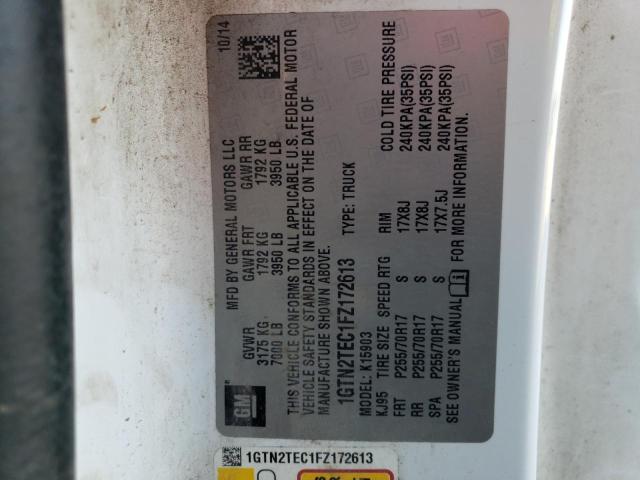 GM
MFD BY GENERAL MOTORS LLC
10/14
GVWR GAWR FRT GAWR RR
3175 KG 1792 KG 1792 KG
7000 LB 3950 LB 3950 LB
THIS VEHICLE CONFORMS TO ALL APPLICABLE U.S. FEDERAL MOTOR
VEHICLE SAFETY STANDARDS IN EFFECT ON THE DATE OF
MANUFACTURE SHOWN ABOVE.
1GTN2TEC1FZ172613 TYPE: TRUCK
MODEL: K15903
KJ95 TIRE SIZE SPEED RTG RIM COLD TIRE PRESSURE
FRT P255/70R17 S 17X8J 240KPA(35PSI)
RR P255/70R17 S 17X8J 240KPA(35PSI)
SPA P255/70R17 S 17X7.5J 240KPA(35PSI)
SEE OWNER'S MANUAL FOR MORE INFORMATION.
1GTN2TEC1FZ172613